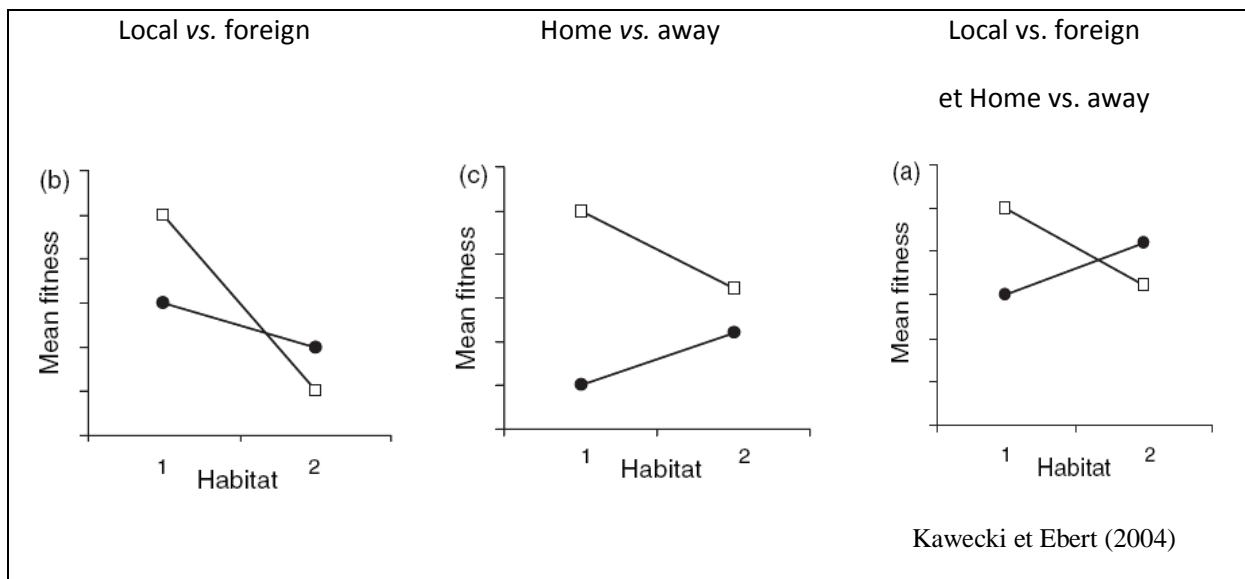 Local vs. foreign
Home vs. away
Local vs. foreign
et Home vs. away
(b)
Mean fitness
1
2
Habitat
(c)
Mean fitness
1
2
Habitat
(a)
Mean fitness
1
2
Habitat
Kawecki et Ebert (2004)